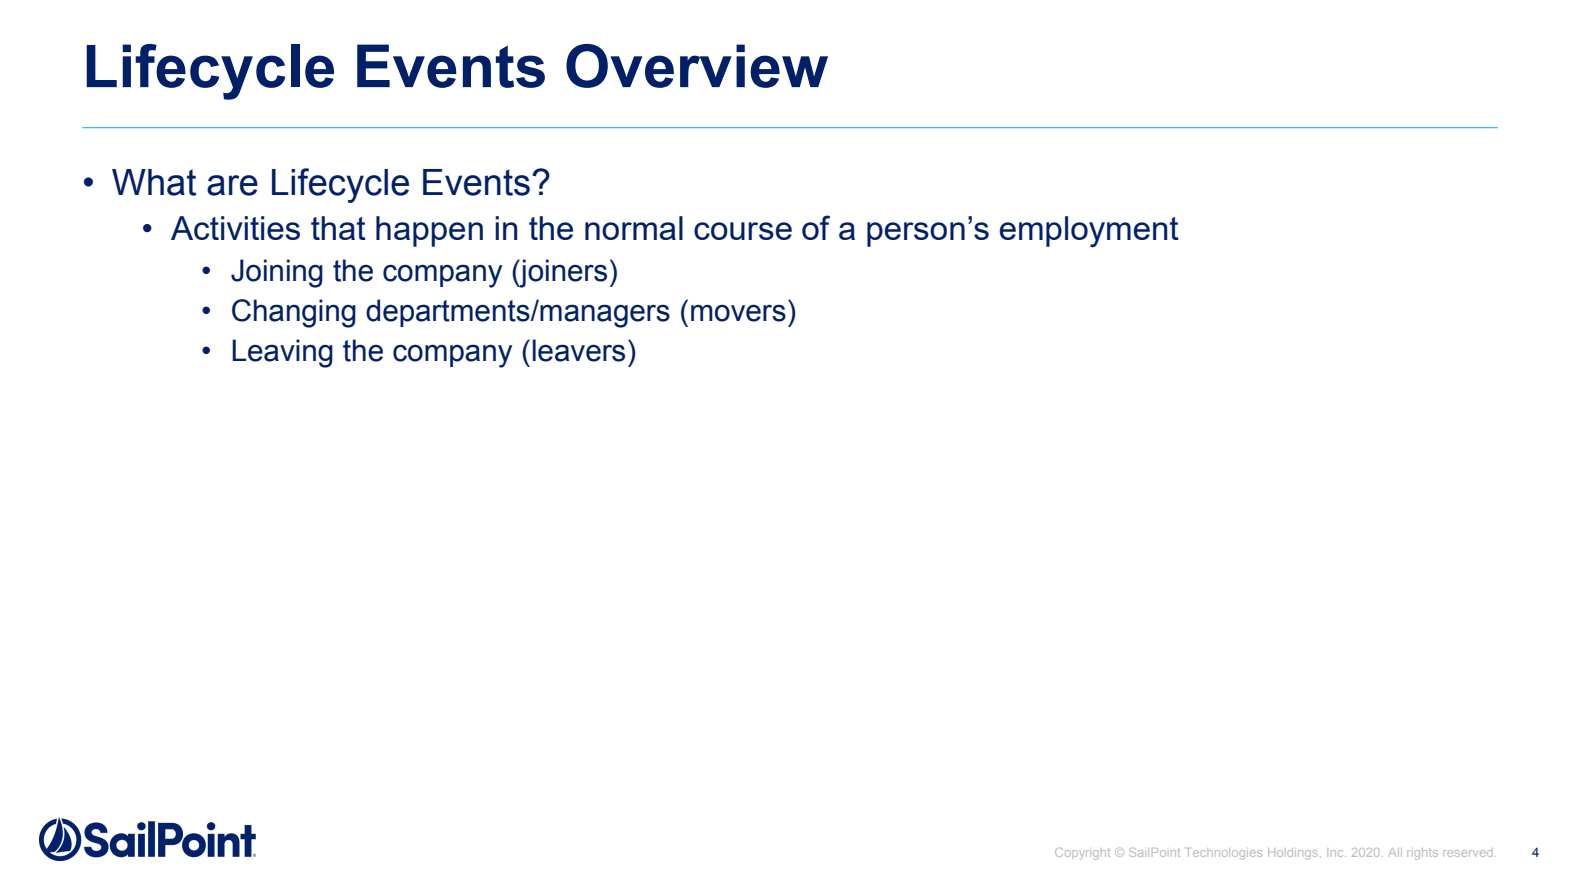 Lifecycle Events Overview
• What are Lifecycle Events?
• Activities that happen in the normal course of a person’s employment
• Joining the company (joiners)
• Changing departments/managers (movers)
• Leaving the company (leavers)
SailPoint
Copyright © SailPoint Technologies Holdings, Inc. 2020. All rights reserved. 4